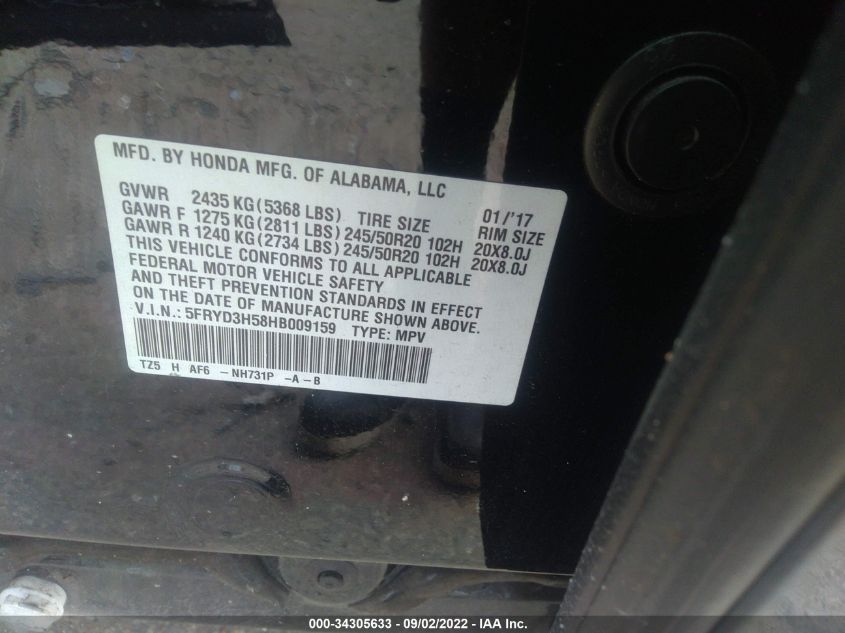 MFD. BY HONDA MFG. OF ALABAMA, LLC
GVWR 2435 KG (5368 LBS) TIRE SIZE 01/'17 RIM SIZE
GAWR F 1275 KG (2811 LBS) 245/50R20 102H 20X8.0J
GAWR R 1240 KG (2734 LBS) 245/50R20 102H 20X8.0J
THIS VEHICLE CONFORMS TO ALL APPLICABLE
FEDERAL MOTOR VEHICLE SAFETY
AND THEFT PREVENTION STANDARDS IN EFFECT
ON THE DATE OF MANUFACTURE SHOWN ABOVE.
V.I.N.: 5FRYD3H58HB009159 TYPE: MPV
TZ5 H AF6 - NH731P -A-B
000-34305633 - 09/02/2022 - IAA Inc.